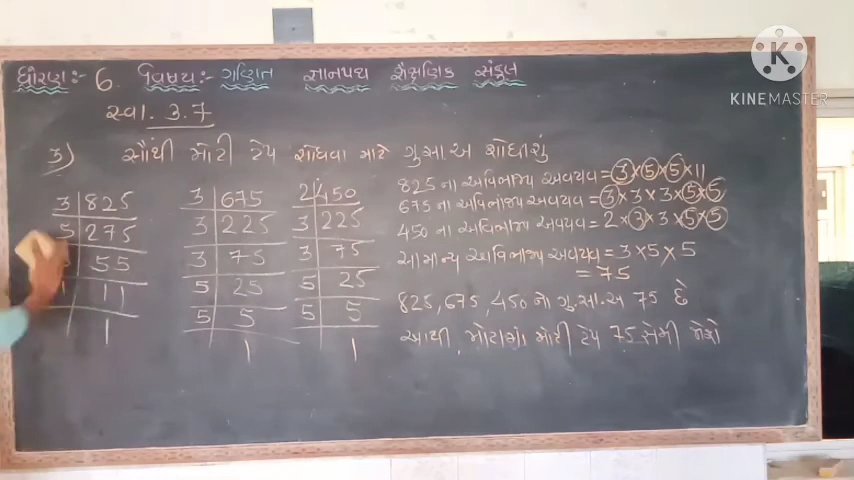 ધોરણ:- 6 વિષય:- ગણિત જ્ઞાનપથ શૈક્ષણિક સંકુલ
સ્વા. 3.7
3) સૌથી મોટી ટેપ શોધવા માટે ગુ.સા.અ શોધીશું
3 | 825
5 | 275
55
11
1
3 | 675
3 | 225
3 | 75
5 | 25
5 | 5
1
2 | 450
3 | 225
3 | 75
5 | 25
5 | 5
1
825 ના અવિભાજ્ય અવયવ = 3 × 5 × 5 × 11
675 ના અવિભાજ્ય અવયવ = 3 × 3 × 3 × 5 × 5
450 ના અવિભાજ્ય અવયવ = 2 × 3 × 3 × 5 × 5
સામાન્ય અવિભાજ્ય અવયવ = 3 × 5 × 5
= 75
825, 675, 450 નો ગુ.સા.અ 75 છે
આથી, મોટામાં મોટી ટેપ 75 સેમી
KINEMASTER